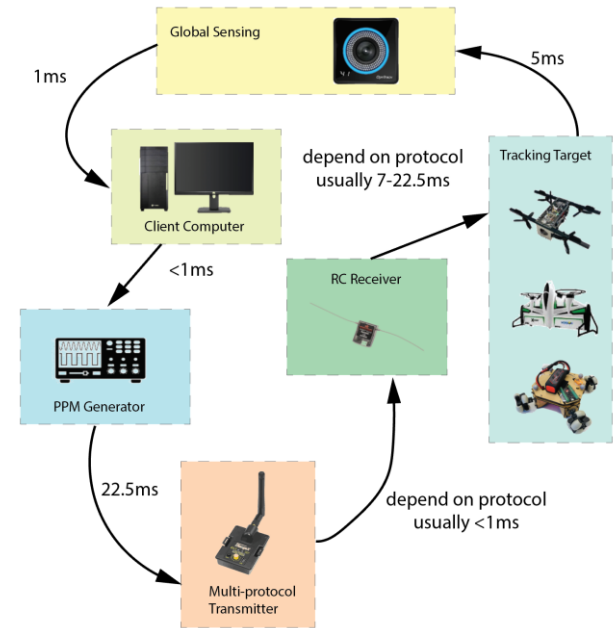 Global Sensing
1ms
5ms
Client Computer
depend on protocol
usually 7-22.5ms
Tracking Target
<1ms
RC Receiver
PPM Generator
22.5ms
depend on protocol
usually <1ms
Multi-protocol
Transmitter